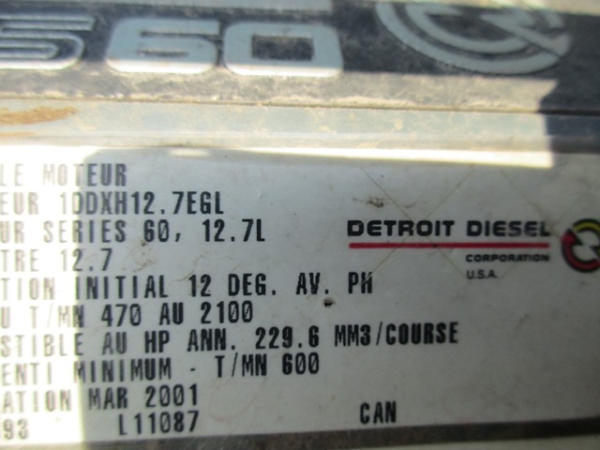 S60
LE MOTEUR
EUR 1DDXH12.7EGL
UR SERIES 60, 12.7L
TRE 12.7
TION INITIAL 12 DEG. AV. PH
U T/MN 470 AU 2100
STIBLE AU HP ANN. 229.6 MM3/COURSE
ENTI MINIMUM - T/MN 600
ATION MAR 2001
93 L11087 CAN
DETROIT DIESEL
CORPORATION
U.S.A.